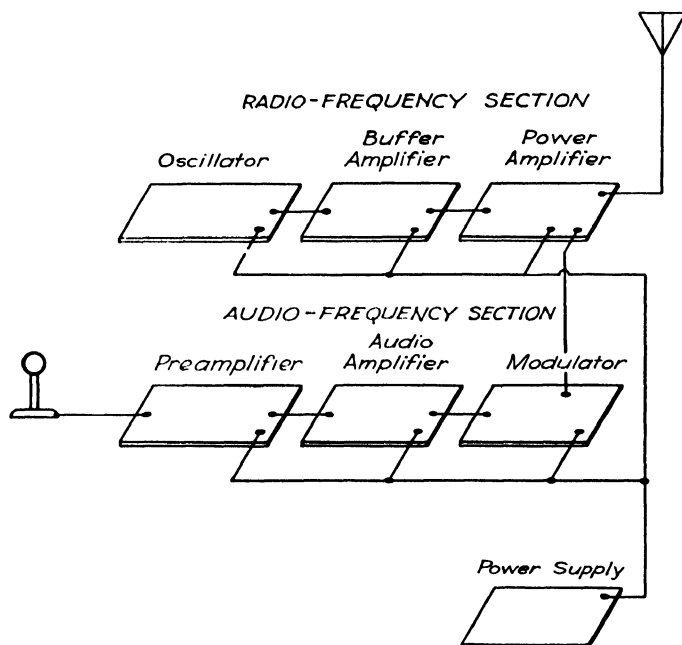 RADIO-FREQUENCY SECTION
Oscillator
Buffer
Amplifier
Power
Amplifier
AUDIO-FREQUENCY SECTION
Preamplifier
Audio
Amplifier
Modulator
Power Supply